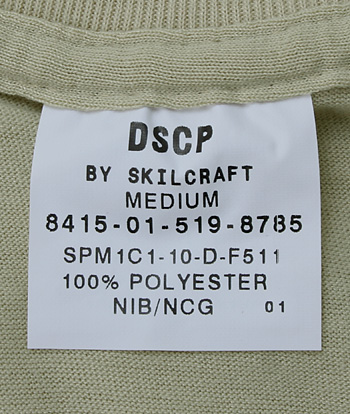 DSCP
BY SKILCRAFT
MEDIUM
8415-01-519-8785
SPM1C1-10-D-F511
100% POLYESTER
NIB/NCG 01